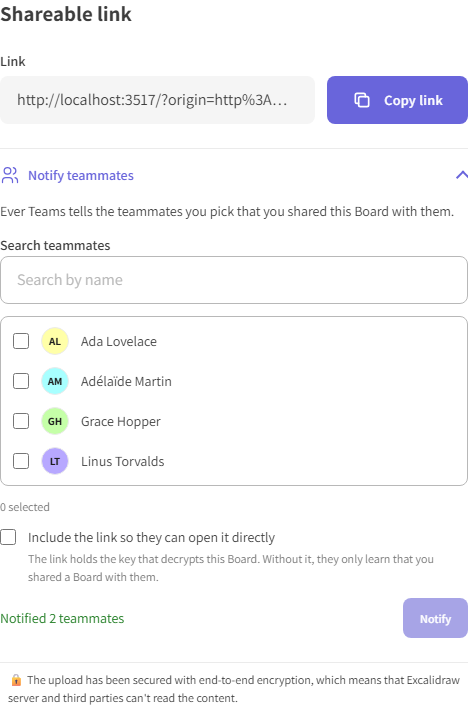 Shareable link
Link
http://localhost:3517/?origin=http%3A...
Copy link
Notify teammates
Ever Teams tells the teammates you pick that you shared this Board with them.
Search teammates
Search by name
AL Ada Lovelace
AM Adélaïde Martin
GH Grace Hopper
LT Linus Torvalds
0 selected
Include the link so they can open it directly
The link holds the key that decrypts this Board. Without it, they only learn that you
shared a Board with them.
Notified 2 teammates
Notify
🔒 The upload has been secured with end-to-end encryption, which means that Excalidraw
server and third parties can't read the content.